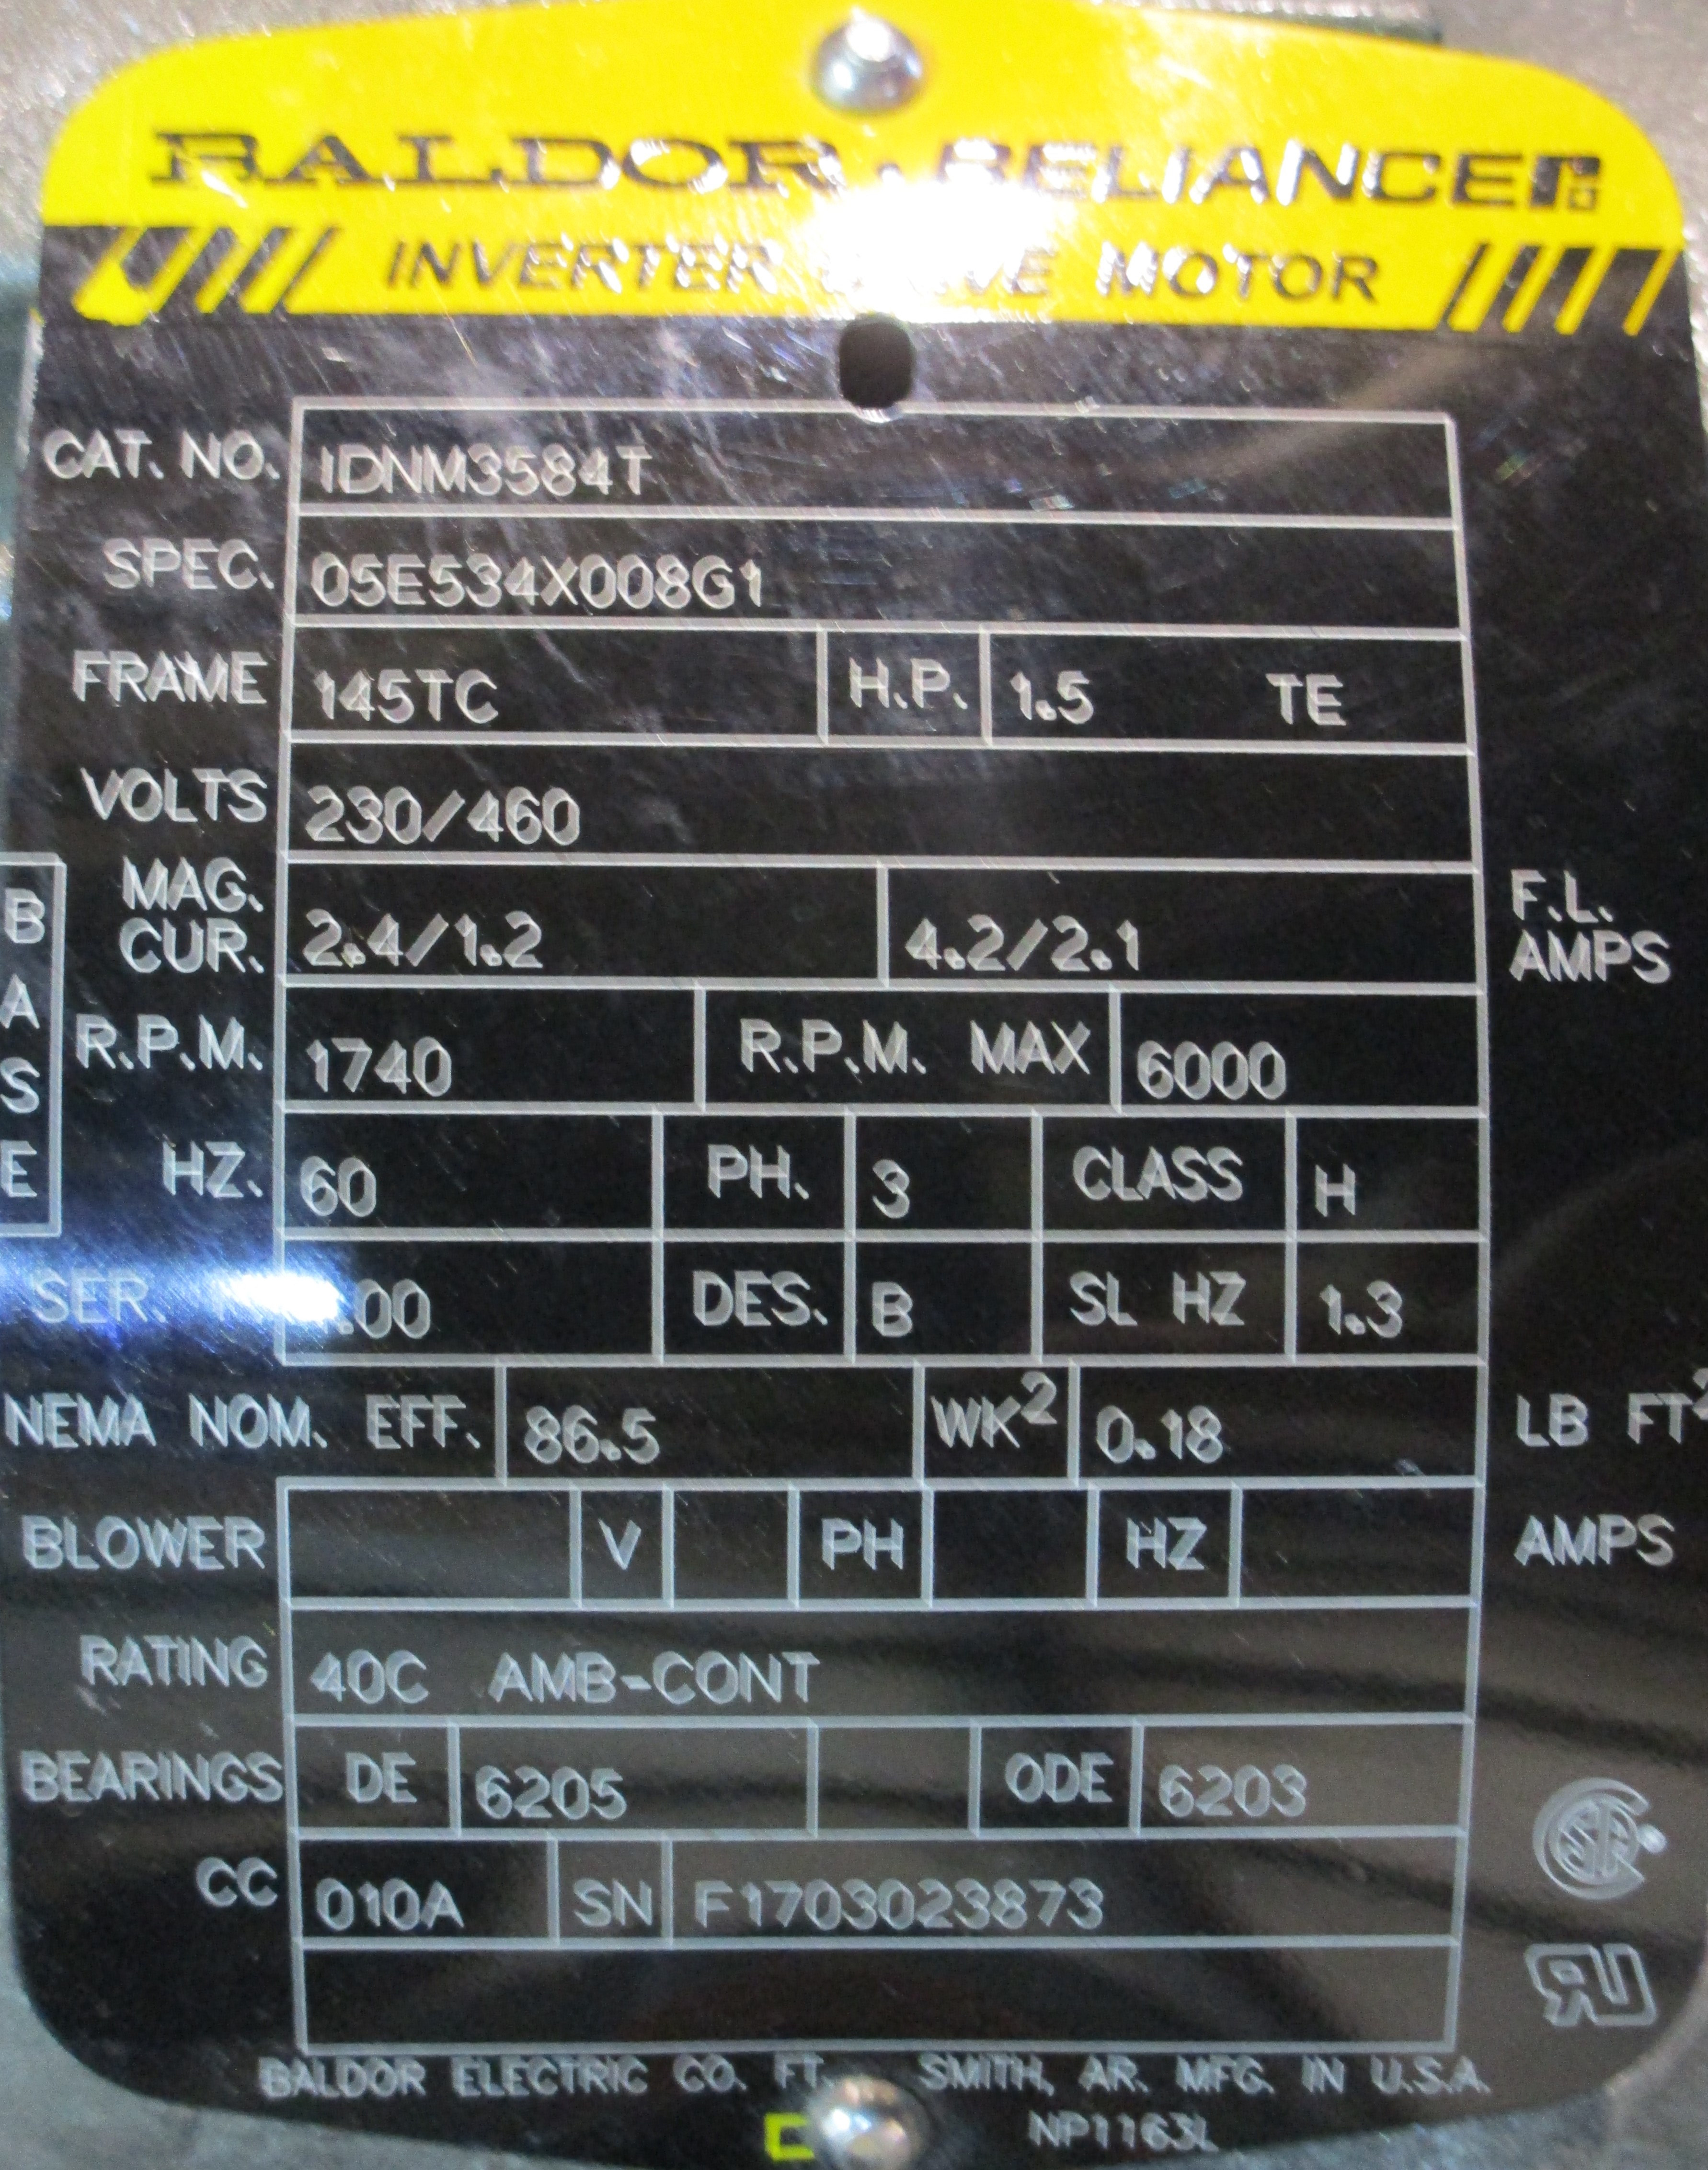 BALDOR · RELIANCE
INVERTER DRIVE MOTOR
CAT. NO. IDNM3584T
SPEC. 05E534X008G1
FRAME 145TC H.P. 1.5 TE
VOLTS 230/460
BASE
MAG. CUR. 2.4/1.2 4.2/2.1 F.L. AMPS
R.P.M. 1740 R.P.M. MAX 6000
HZ. 60 PH. 3 CLASS H
SER. .00 DES. B SL HZ 1.3
NEMA NOM. EFF. 86.5 WK² 0.18 LB FT²
BLOWER V PH HZ AMPS
RATING 40C AMB-CONT
BEARINGS DE 6205 ODE 6203
CC 010A SN F1703023873
BALDOR ELECTRIC CO. FT. SMITH, AR. MFG. IN U.S.A.
NP1163L